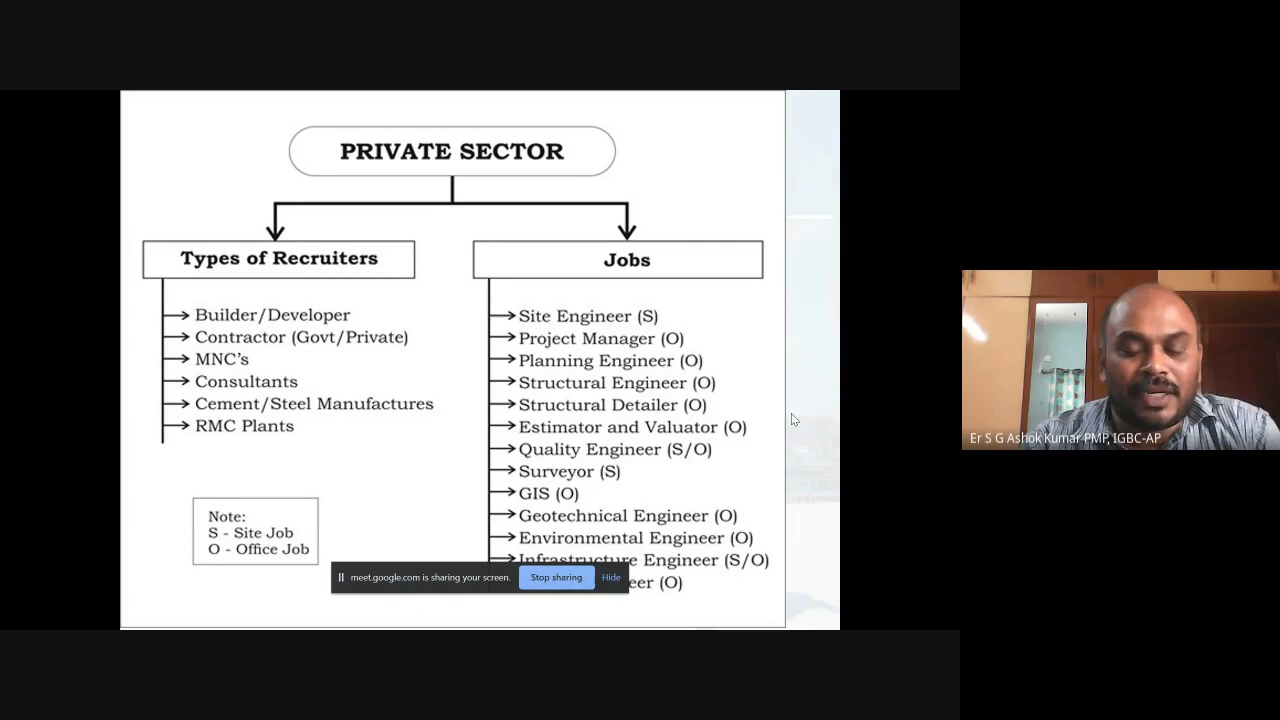 PRIVATE SECTOR
Types of Recruiters
Builder/Developer
Contractor (Govt/Private)
MNC's
Consultants
Cement/Steel Manufactures
RMC Plants
Note:
S - Site Job
O - Office Job
Jobs
Site Engineer (S)
Project Manager (O)
Planning Engineer (O)
Structural Engineer (O)
Structural Detailer (O)
Estimator and Valuator (O)
Quality Engineer (S/O)
Surveyor (S)
GIS (O)
Geotechnical Engineer (O)
Environmental Engineer (O)
Infrastructure Engineer (S/O)
(O)
meet.google.com is sharing your screen.
Stop sharing
Hide
Er S G Ashok Kumar PMP, IGBC-AP